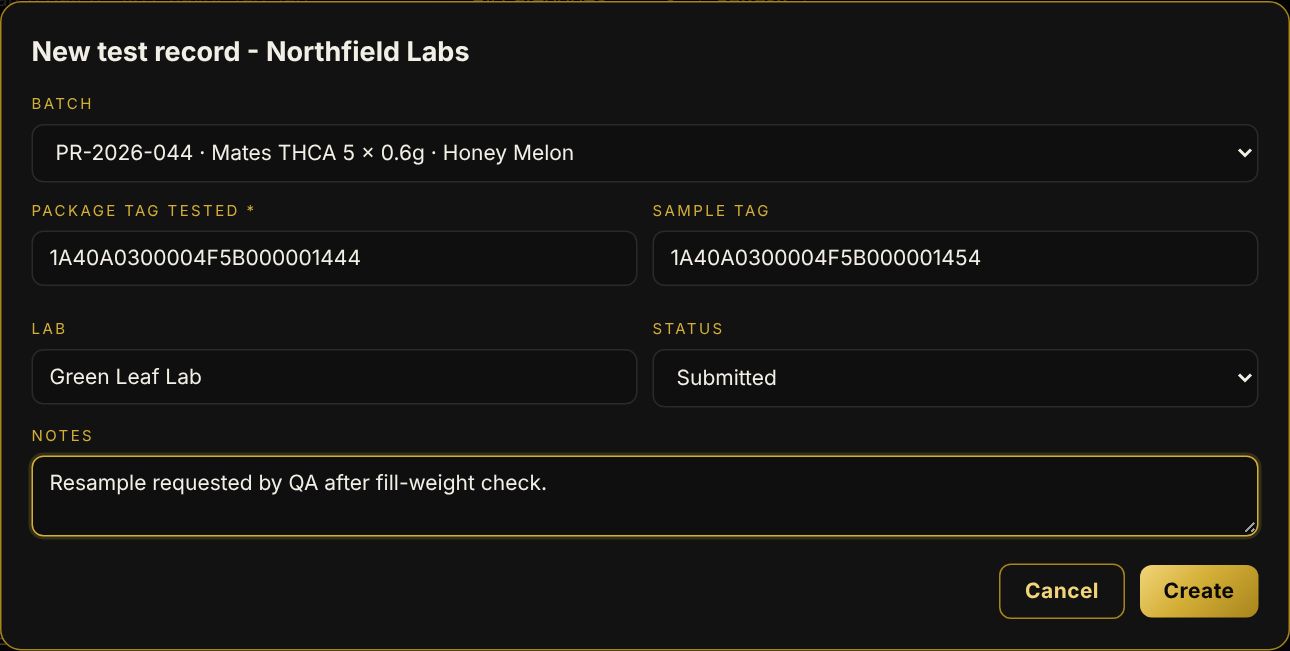 New test record - Northfield Labs
BATCH
PR-2026-044 · Mates THCA 5 × 0.6g · Honey Melon
PACKAGE TAG TESTED *
SAMPLE TAG
1A40A0300004F5B000001444
1A40A0300004F5B000001454
LAB
STATUS
Green Leaf Lab
Submitted
NOTES
Resample requested by QA after fill-weight check.
Cancel
Create